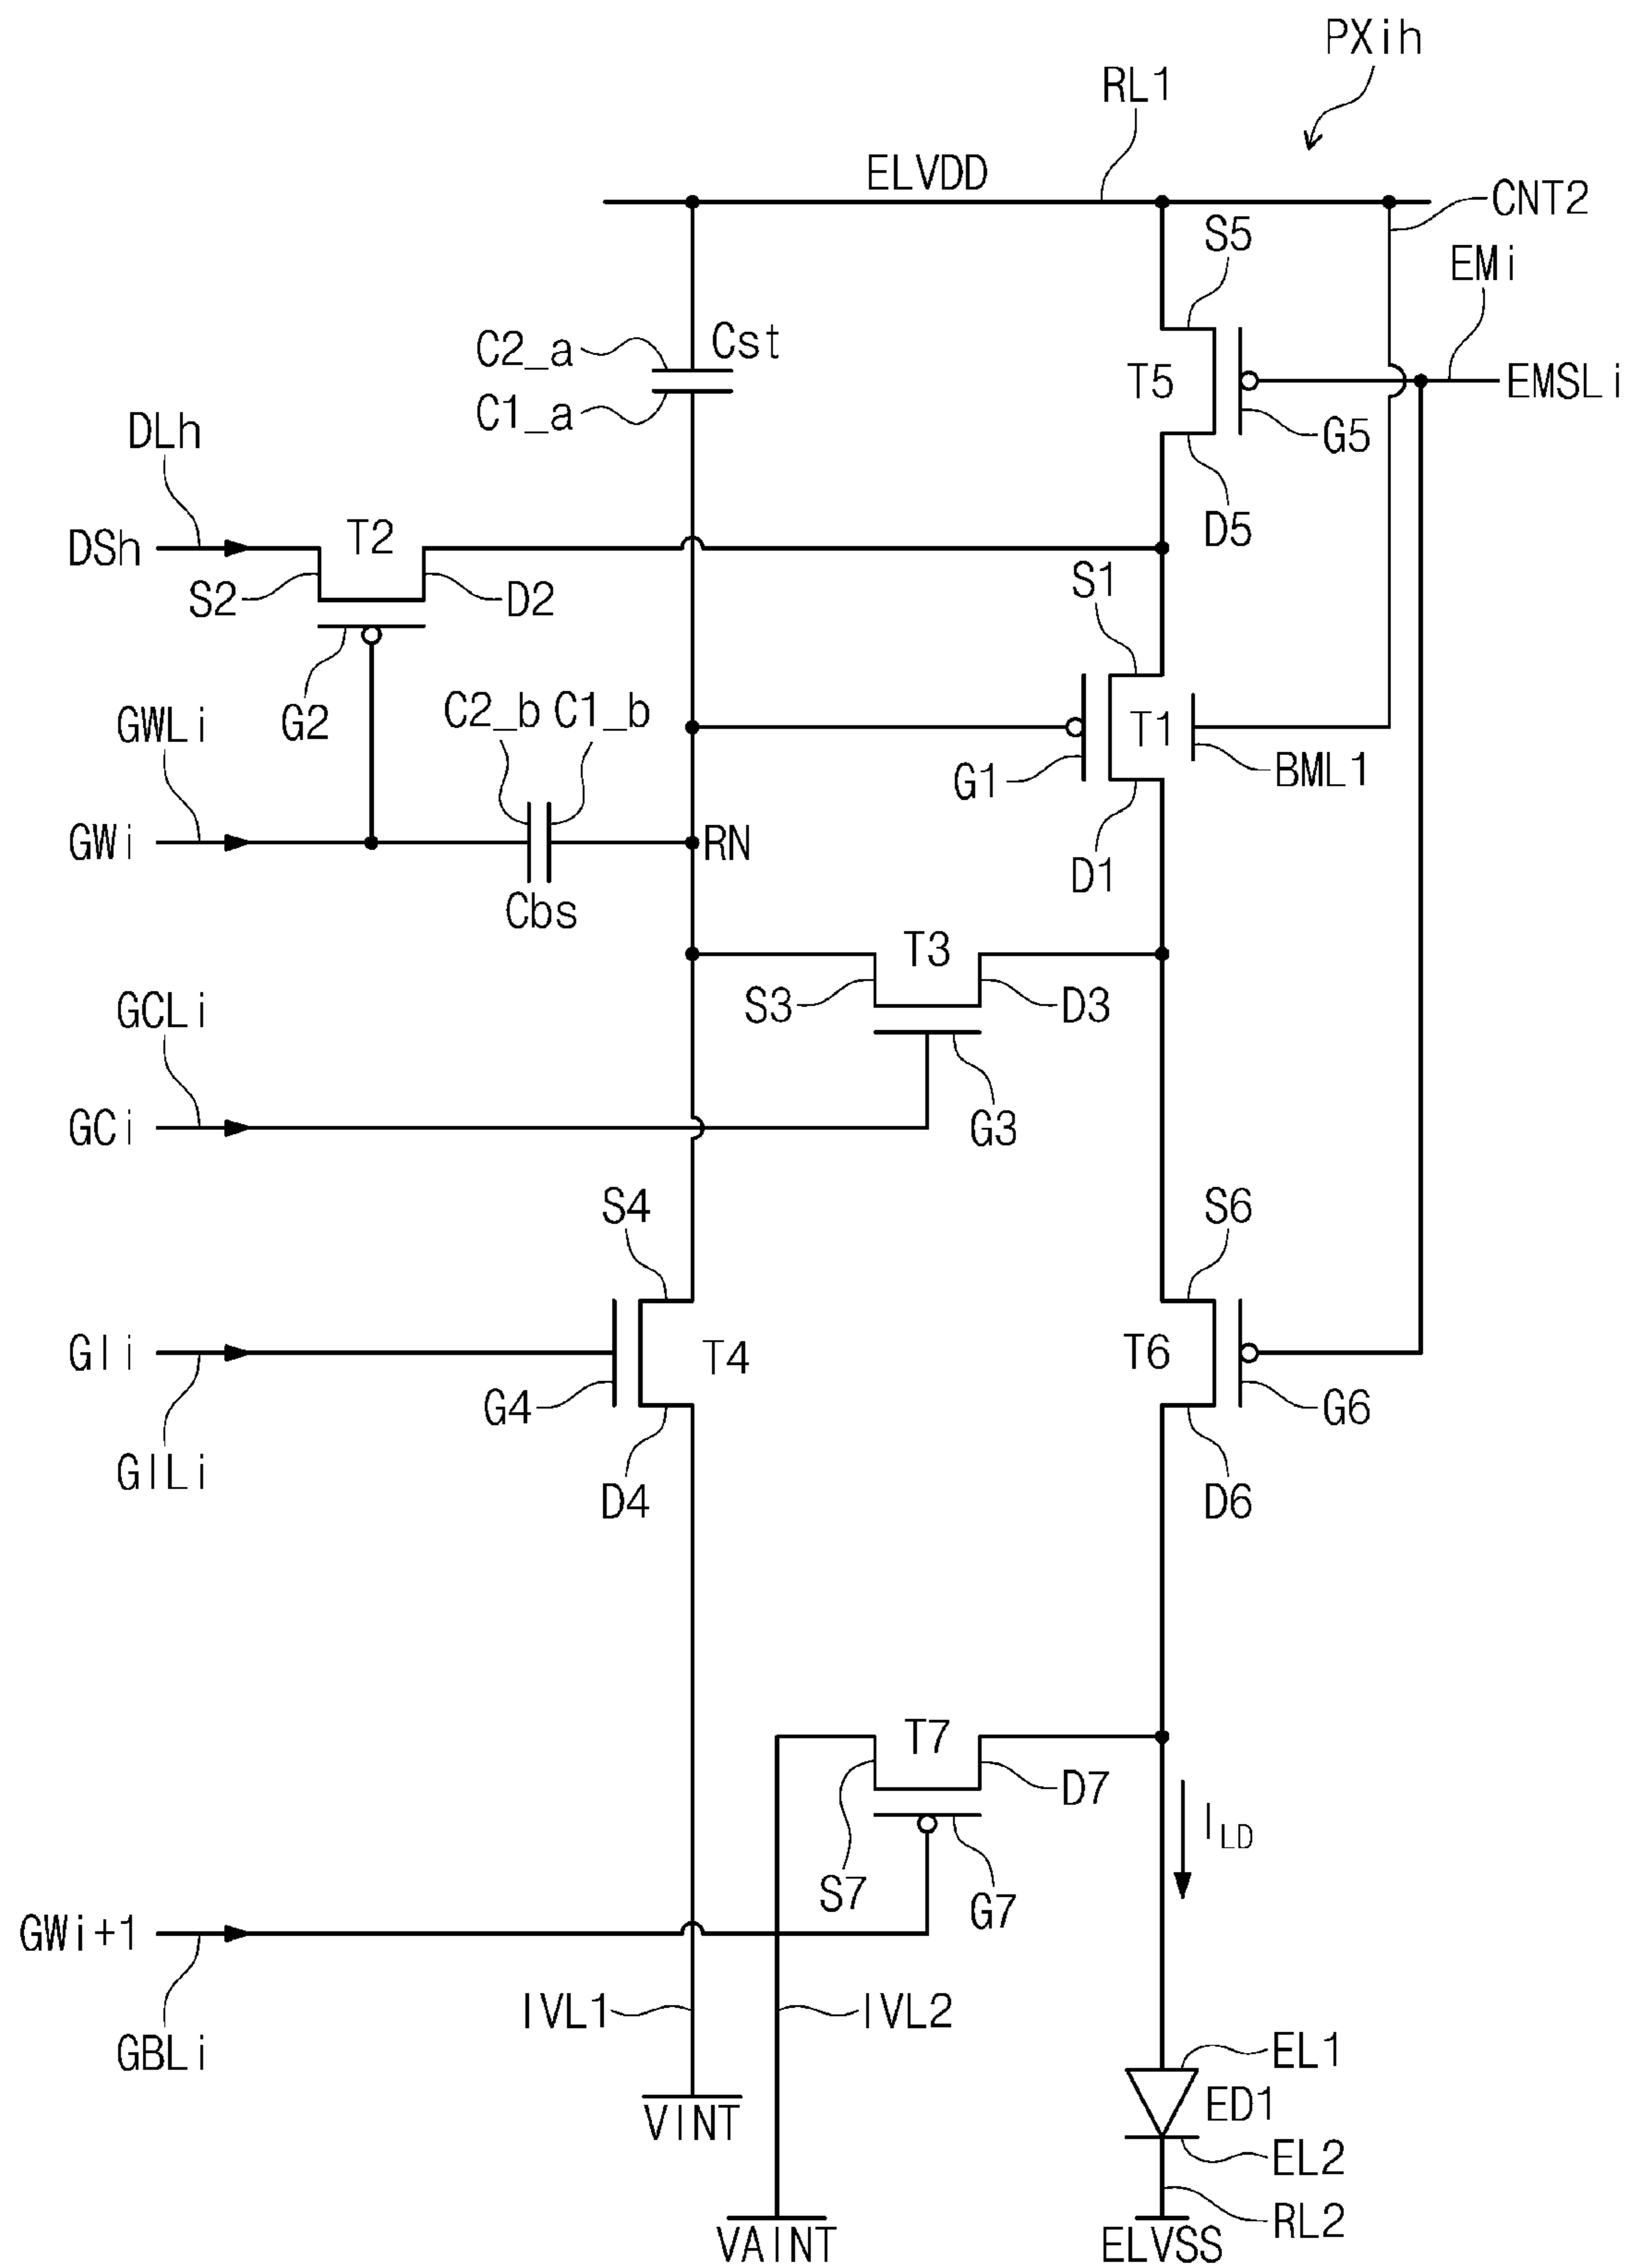 PXih
RL1
ELVDD
CNT2
S5
EMi
C2_a
Cst
T5
EMSLi
C1_a
G5
DLh
D5
DSh
T2
S2
D2
S1
G2
GWLi
C2_b
C1_b
T1
G1
BML1
GWi
RN
D1
Cbs
T3
S3
D3
GCLi
GCi
G3
S4
S6
GIi
T4
T6
G4
G6
GILi
D4
D6
T7
D7
ILD
S7
G7
GWi+1
IVL1
IVL2
GBLi
EL1
ED1
VINT
EL2
RL2
VAINT
ELVSS